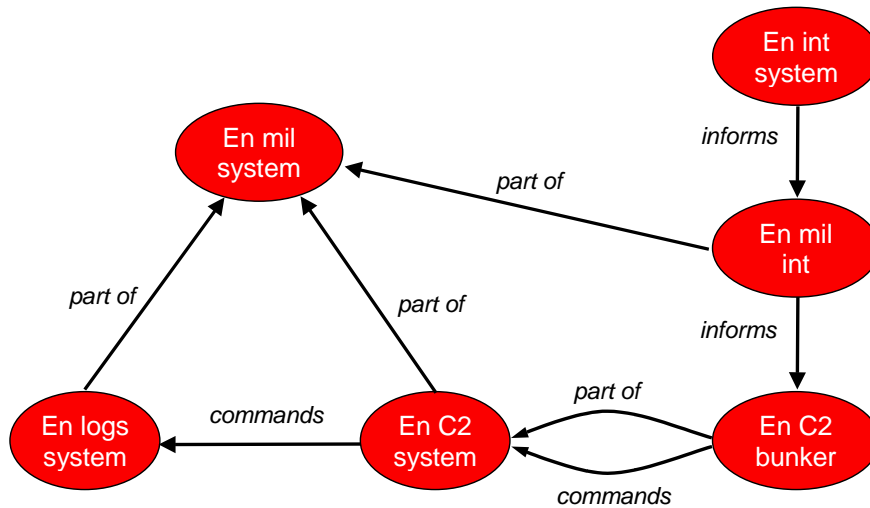 En int
system
informs
En mil
system
part of
En mil
int
part of
part of
informs
part of
commands
En logs
system
En C2
system
En C2
bunker
commands